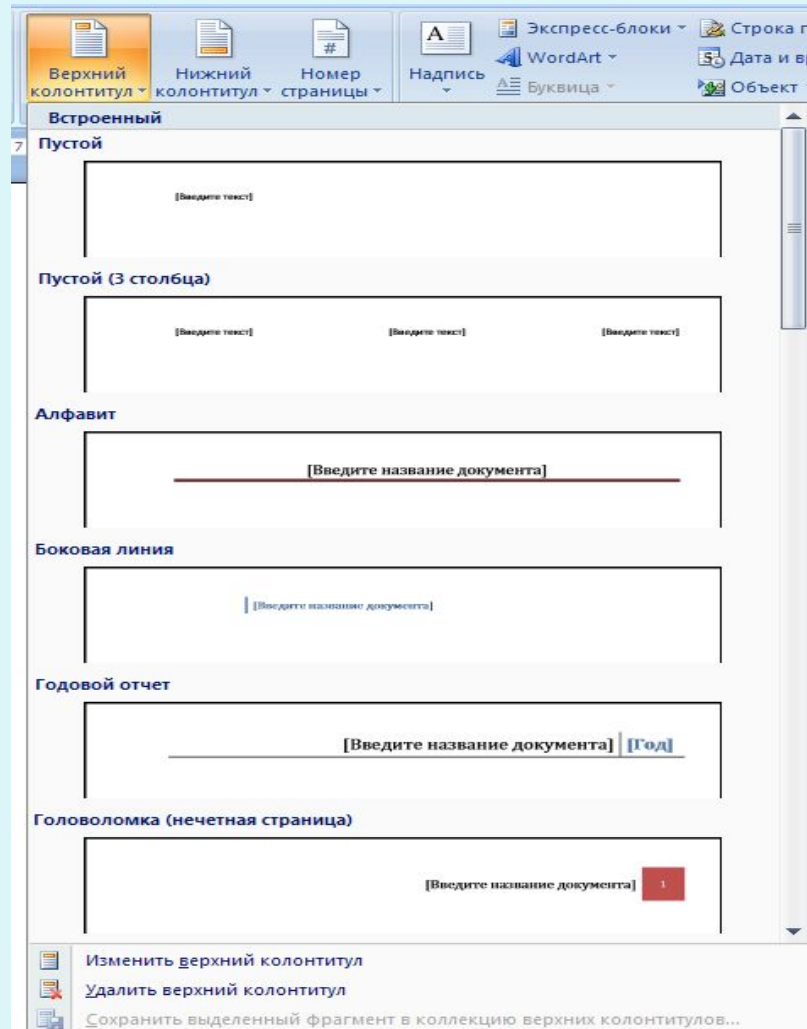 Верхний колонтитул
Нижний колонтитул
Номер страницы
#
A
Надпись
Экспресс-блоки
WordArt
Буквица
Строка
Дата и в
5
Объект
7
Встроенный
Пустой
[Введите текст]
Пустой (3 столбца)
[Введите текст] [Введите текст] [Введите текст]
Алфавит
[Введите название документа]
Боковая линия
[Введите название документа]
Годовой отчет
[Введите название документа] [Год]
Головоломка (нечетная страница)
[Введите название документа] 1
Изменить верхний колонтитул
Удалить верхний колонтитул
Сохранить выделенный фрагмент в коллекцию верхних колонтитулов...